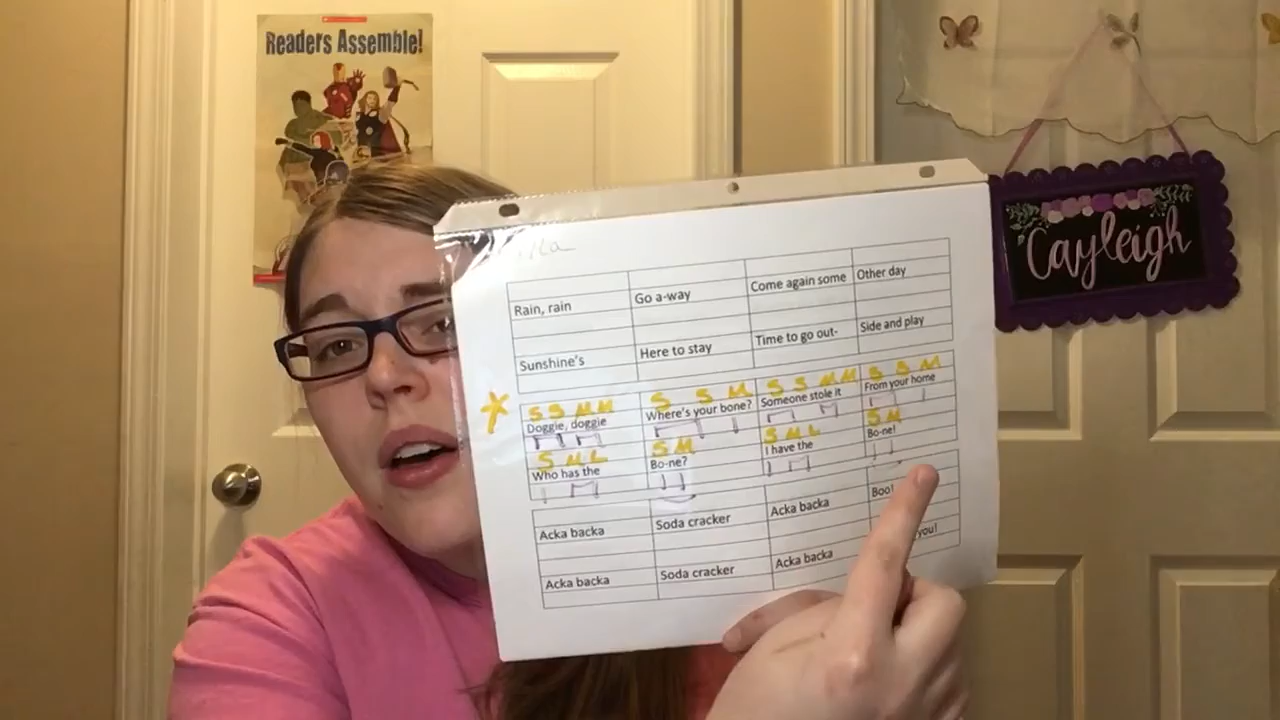 Readers Assemble!
Cayleigh
Rain, rain Go a-way Come again some Other day
Sunshine's Here to stay Time to go out- Side and play
S S M M S S M S S M M S S M
Doggie, doggie Where's your bone? Someone stole it From your home
S M L S M S M L S M
Who has the Bo-ne? I have the Bo-ne!
Acka backa Soda cracker Acka backa Boo!
Acka backa Soda cracker Acka backa you!